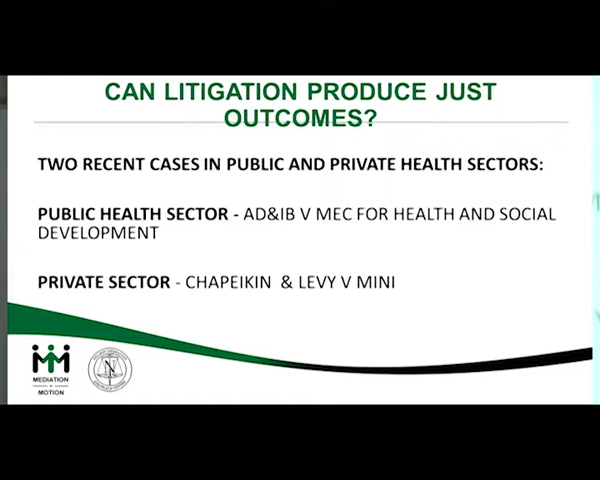 CAN LITIGATION PRODUCE JUST
OUTCOMES?
TWO RECENT CASES IN PUBLIC AND PRIVATE HEALTH SECTORS:
PUBLIC HEALTH SECTOR - AD&IB V MEC FOR HEALTH AND SOCIAL
DEVELOPMENT
PRIVATE SECTOR - CHAPEIKIN & LEVY V MINI
MEDIATION
MOTION